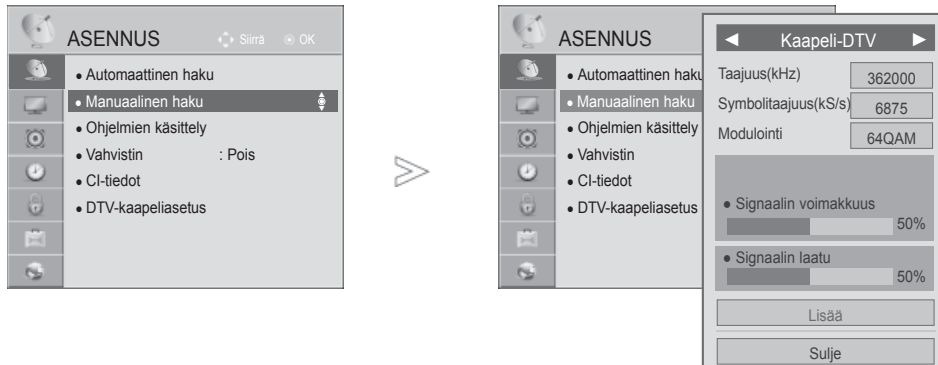 ASENNUS
Siirrä
OK
• Automaattinen haku
• Manuaalinen haku
• Ohjelmien käsittely
• Vahvistin : Pois
• CI-tiedot
• DTV-kaapeliasetus
ASENNUS
• Automaattinen haku
• Manuaalinen haku
• Ohjelmien käsittely
• Vahvistin
• CI-tiedot
• DTV-kaapeliasetus
◀ Kaapeli-DTV ▶
Taajuus(kHz) 362000
Symbolitaajuus(kS/s) 6875
Modulointi 64QAM
• Signaalin voimakkuus
50%
• Signaalin laatu
50%
Lisää
Sulje